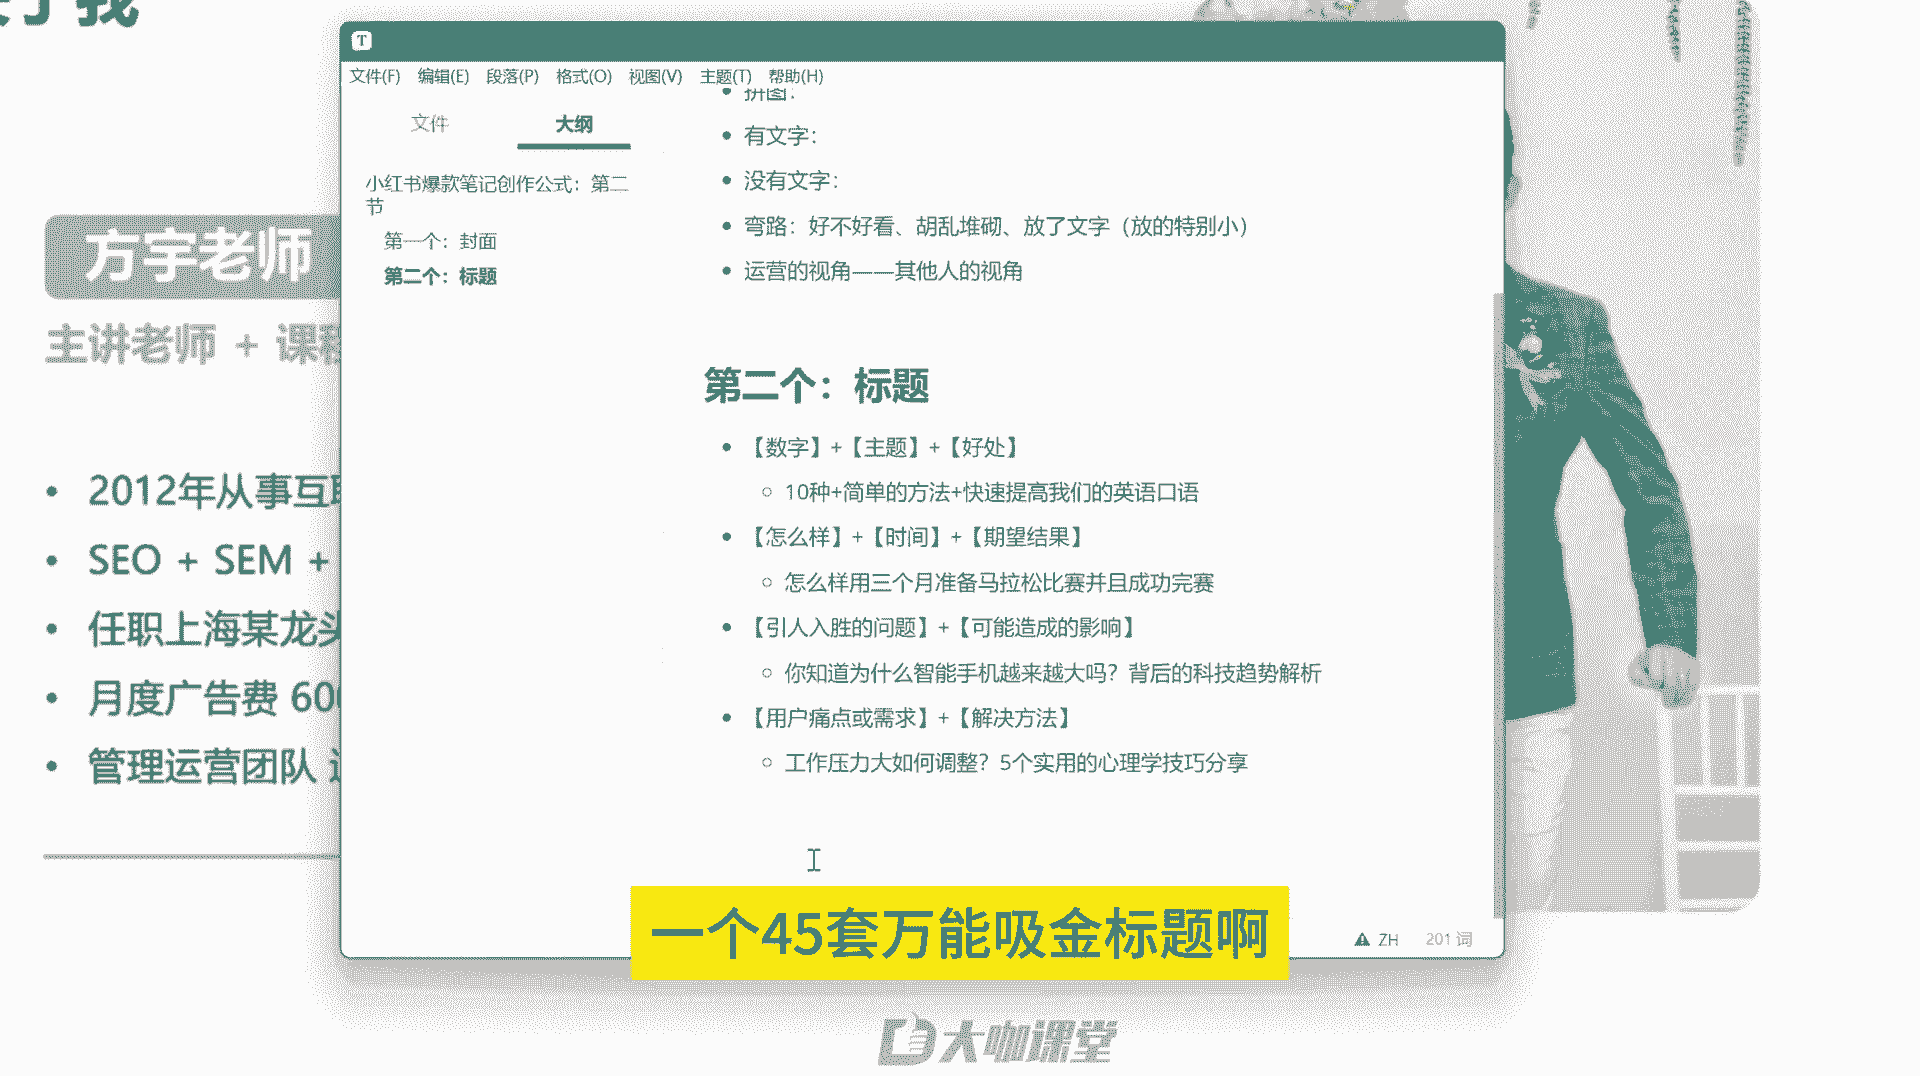 方宇老师
主讲老师 + 课
2012年从事互
SEO + SEM +
任职上海某龙头
月度广告费 600
管理运营团队
T
文件(F) 编辑(E) 段落(P) 格式(O) 视图(V) 主题(T) 帮助(H)
文件 大纲
小红书爆款笔记创作公式：第二
节
第一个：封面
第二个：标题
拼图：
有文字：
没有文字：
弯路：好不好看、胡乱堆砌、放了文字（放的特别小）
运营的视角——其他人的视角
第二个：标题
【数字】+【主题】+【好处】
10种+简单的方法+快速提高我们的英语口语
【怎么样】+【时间】+【期望结果】
怎么样用三个月准备马拉松比赛并且成功完赛
【引人入胜的问题】+【可能造成的影响】
你知道为什么智能手机越来越大吗？背后的科技趋势解析
【用户痛点或需求】+【解决方法】
工作压力大如何调整？5个实用的心理学技巧分享
ZH 201 词
一个45套万能吸金标题啊
大咖课堂